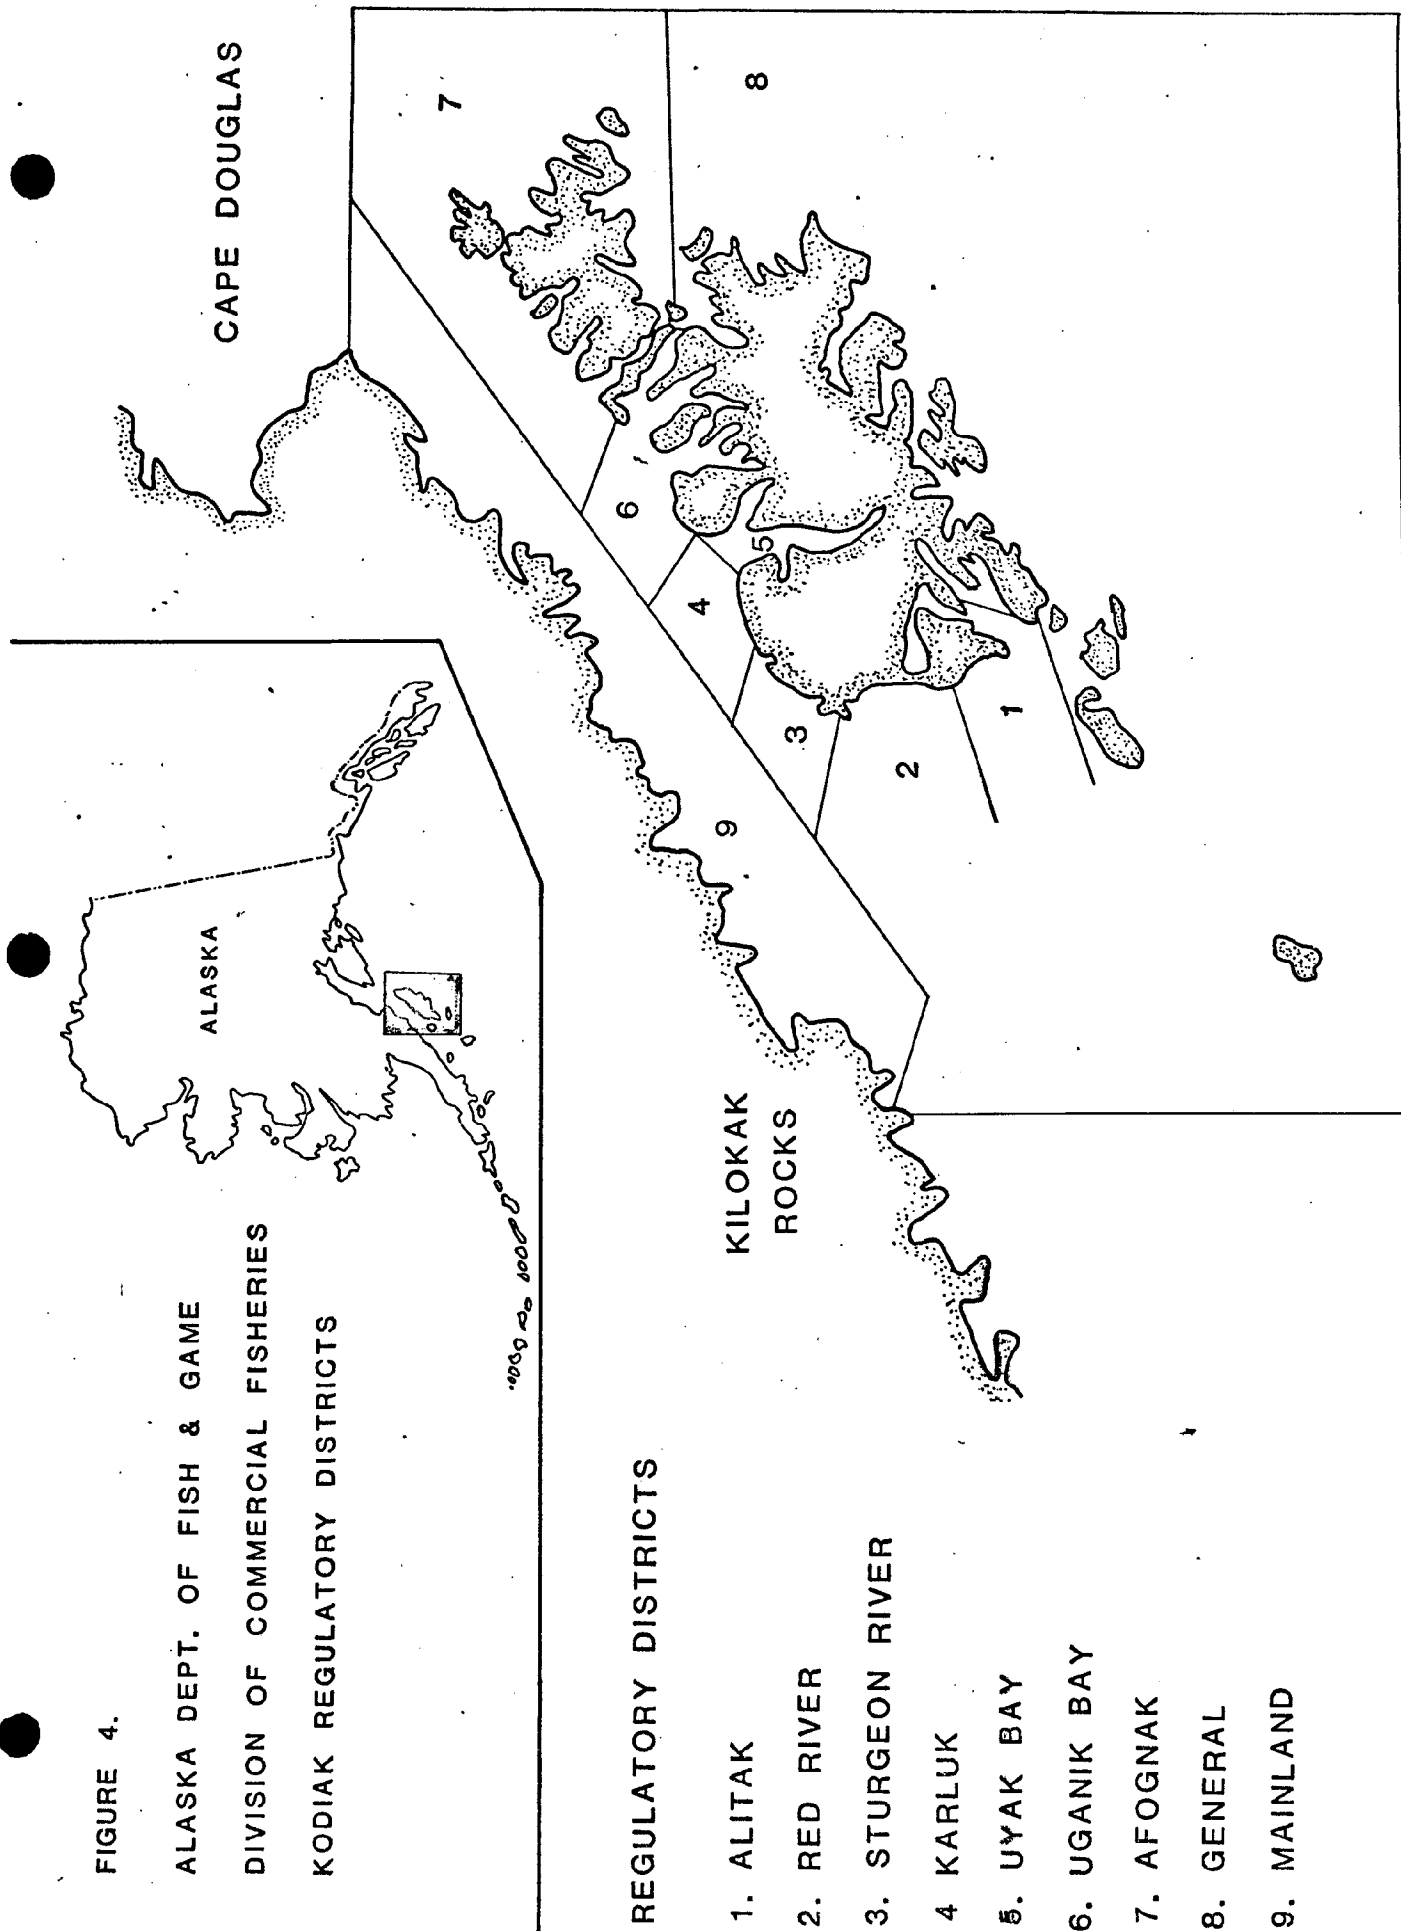 FIGURE 4.
ALASKA DEPT. OF FISH & GAME
DIVISION OF COMMERCIAL FISHERIES
KODIAK REGULATORY DISTRICTS
ALASKA
REGULATORY DISTRICTS
1. ALITAK
2. RED RIVER
3. STURGEON RIVER
4 KARLUK
5. UYAK BAY
6. UGANIK BAY
7. AFOGNAK
8. GENERAL
9. MAINLAND
CAPE DOUGLAS
KILOKAK
ROCKS
7
8
6
5
4
3
9
2
1